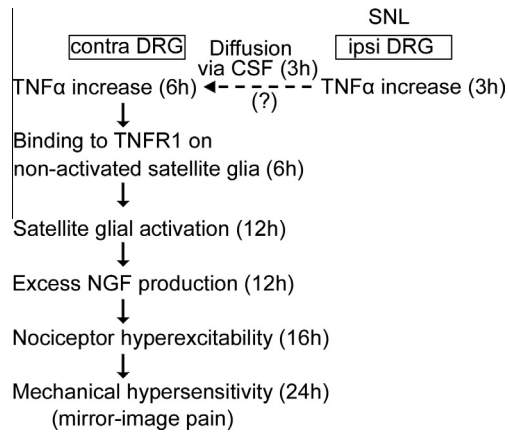 SNL
contra DRG
Diffusion
via CSF (3h)
(?)
ipsi DRG
TNFα increase (6h)
TNFα increase (3h)
Binding to TNFR1 on
non-activated satellite glia (6h)
Satellite glial activation (12h)
Excess NGF production (12h)
Nociceptor hyperexcitability (16h)
Mechanical hypersensitivity (24h)
(mirror-image pain)